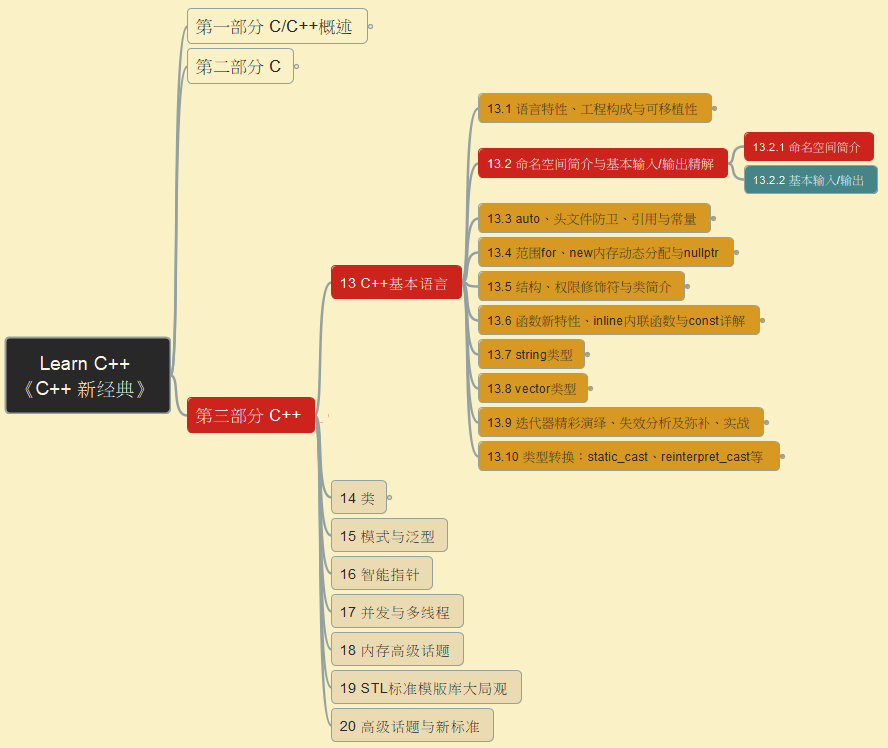 Learn C++
《C++ 新经典》
第一部分 C/C++概述
第二部分 C
第三部分 C++
13 C++基本语言
13.1 语言特性、工程构成与可移植性
13.2 命名空间简介与基本输入/输出精解
13.2.1 命名空间简介
13.2.2 基本输入/输出
13.3 auto、头文件防卫、引用与常量
13.4 范围for、new内存动态分配与nullptr
13.5 结构、权限修饰符与类简介
13.6 函数新特性、inline内联函数与const详解
13.7 string类型
13.8 vector类型
13.9 迭代器精彩演绎、失效分析及弥补、实战
13.10 类型转换：static_cast、reinterpret_cast等
14 类
15 模式与泛型
16 智能指针
17 并发与多线程
18 内存高级话题
19 STL标准模版库大局观
20 高级话题与新标准